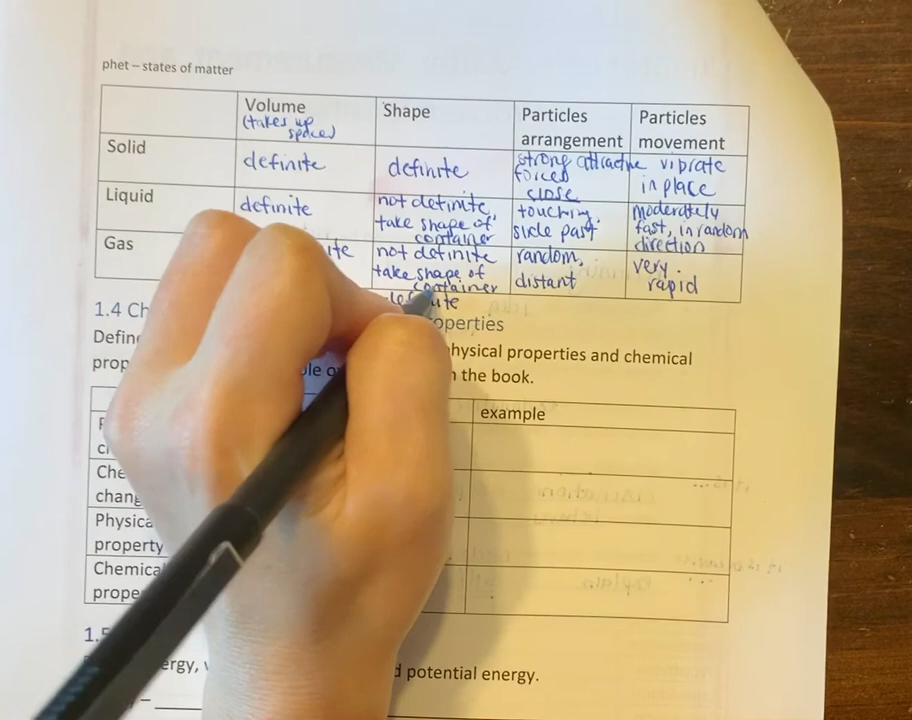 phet – states of matter
Volume
(takes up
space)
Shape
Particles
arrangement
Particles
movement
Solid
definite
definite
strong attractive
forces
close
vibrate
in place
Liquid
definite
not definite,
take shape of
container
touching,
slide past
moderately
fast, in random
direction
Gas
not definite
take shape of
container
random,
distant
very
rapid
1.4 Ch
operties
Defin
hysical properties and chemical
prop
n the book.
example
Che
chang
Physica
property
Chemica
prope
1.5
ergy,
d potential energy.